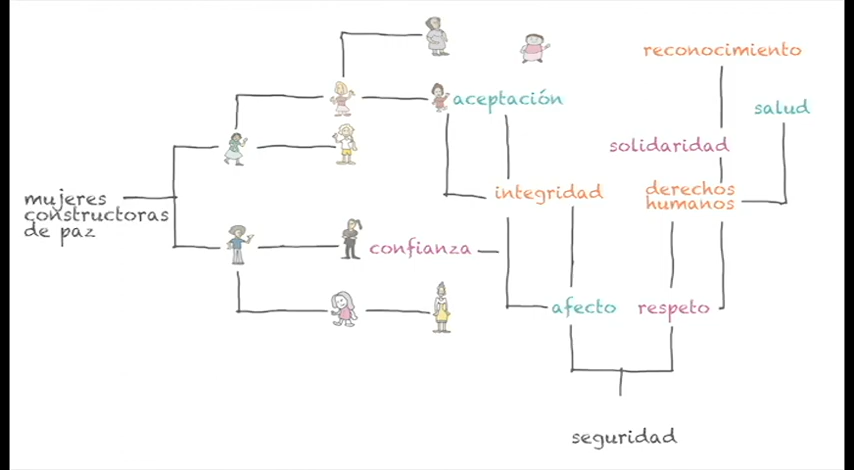 mujeres
constructoras
de paz
aceptación
confianza
integridad
afecto
reconocimiento
solidaridad
derechos
humanos
salud
respeto
seguridad